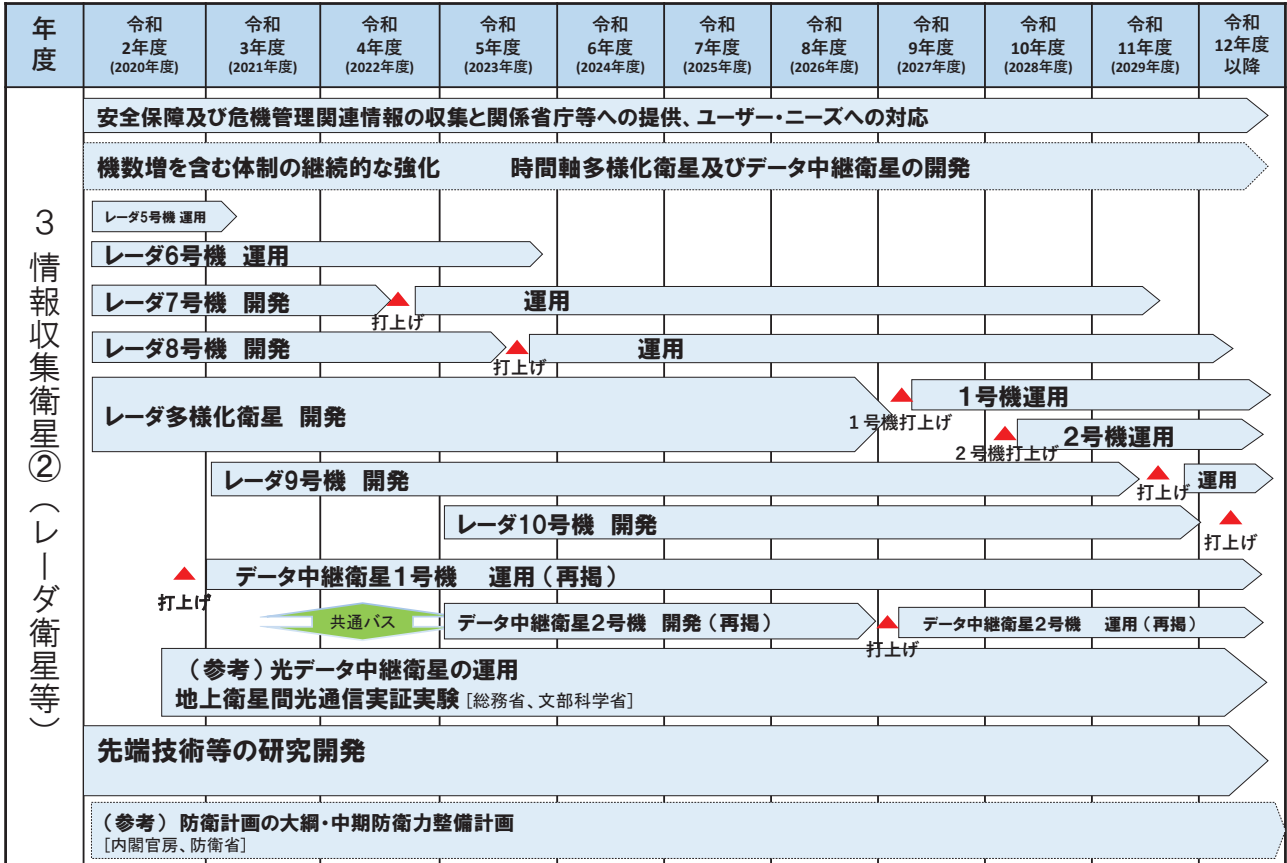 年度
令和
2年度
(2020年度)
令和
3年度
(2021年度)
令和
4年度
(2022年度)
令和
5年度
(2023年度)
令和
6年度
(2024年度)
令和
7年度
(2025年度)
令和
8年度
(2026年度)
令和
9年度
(2027年度)
令和
10年度
(2028年度)
令和
11年度
(2029年度)
令和
12年度
以降
3 情報収集衛星②(レーダ衛星等)
安全保障及び危機管理関連情報の収集と関係省庁等への提供、ユーザー・ニーズへの対応
機数増を含む体制の継続的な強化 時間軸多様化衛星及びデータ中継衛星の開発
レーダ5号機 運用
レーダ6号機 運用
レーダ7号機 開発
打上げ
運用
レーダ8号機 開発
打上げ
運用
レーダ多様化衛星 開発
1号機打上げ
1号機運用
2号機打上げ
2号機運用
レーダ9号機 開発
打上げ
運用
レーダ10号機 開発
打上げ
打上げ
データ中継衛星1号機 運用(再掲)
共通バス
データ中継衛星2号機 開発(再掲)
打上げ
データ中継衛星2号機 運用(再掲)
(参考)光データ中継衛星の運用
地上衛星間光通信実証実験 [総務省、文部科学省]
先端技術等の研究開発
(参考) 防衛計画の大綱・中期防衛力整備計画
[内閣官房、防衛省]